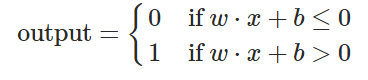 output = { 0 if w · x + b ≤ 0
1 if w · x + b > 0